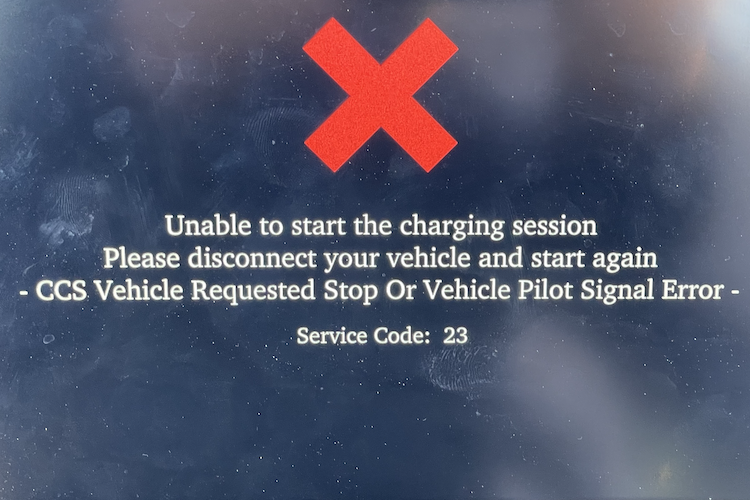 Unable to start the charging session
Please disconnect your vehicle and start again
- CCS Vehicle Requested Stop Or Vehicle Pilot Signal Error -
Service Code: 23